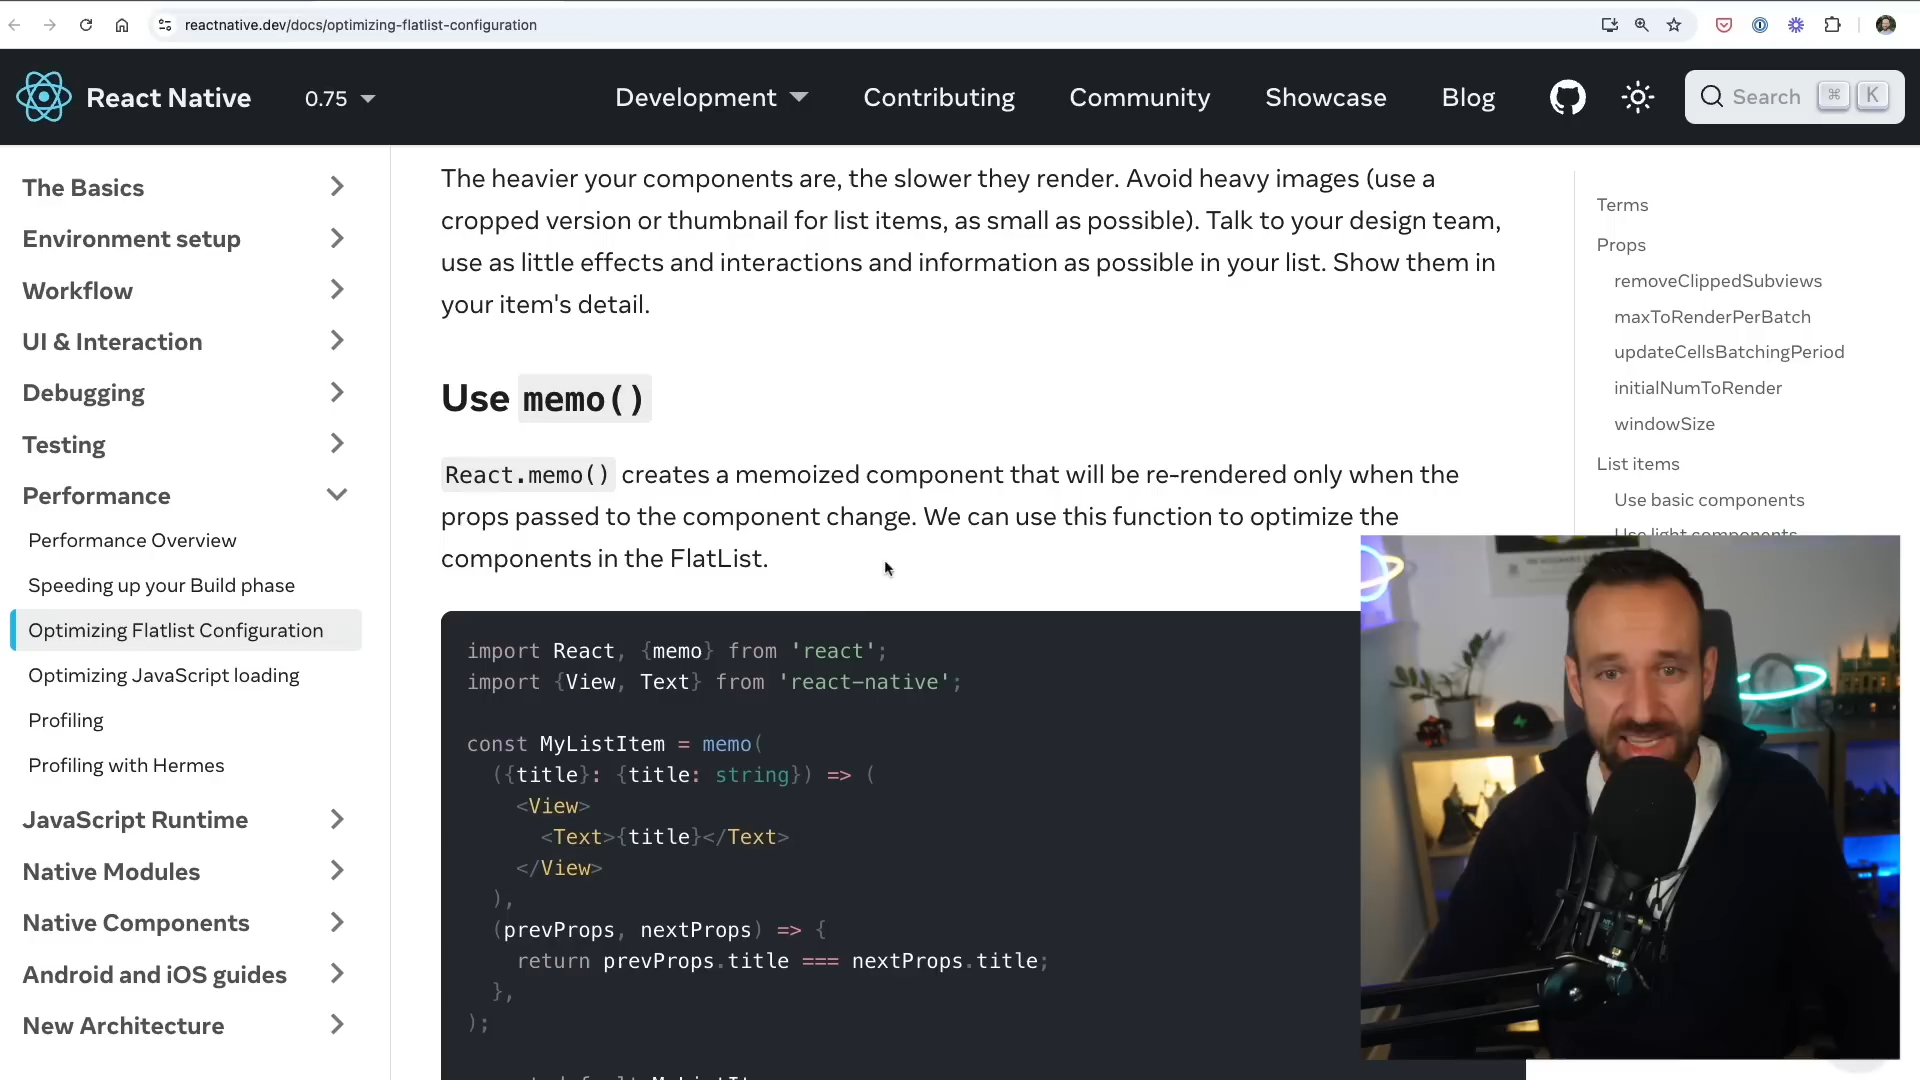 reactnative.dev/docs/optimizing-flatlist-configuration
React Native
0.75
Development
Contributing
Community
Showcase
Blog
Search
⌘
K
The Basics
Environment setup
Workflow
UI & Interaction
Debugging
Testing
Performance
Performance Overview
Speeding up your Build phase
Optimizing Flatlist Configuration
Optimizing JavaScript loading
Profiling
Profiling with Hermes
JavaScript Runtime
Native Modules
Native Components
Android and iOS guides
New Architecture
The heavier your components are, the slower they render. Avoid heavy images (use a
cropped version or thumbnail for list items, as small as possible). Talk to your design team,
use as little effects and interactions and information as possible in your list. Show them in
your item's detail.
Use memo()
React.memo() creates a memoized component that will be re-rendered only when the
props passed to the component change. We can use this function to optimize the
components in the FlatList.
import React, {memo} from 'react';
import {View, Text} from 'react-native';
const MyListItem = memo(
({title}: {title: string}) => (
<View>
<Text>{title}</Text>
</View>
),
(prevProps, nextProps) => {
return prevProps.title === nextProps.title;
},
);
Terms
Props
removeClippedSubviews
maxToRenderPerBatch
updateCellsBatchingPeriod
initialNumToRender
windowSize
List items
Use basic components
Use light components